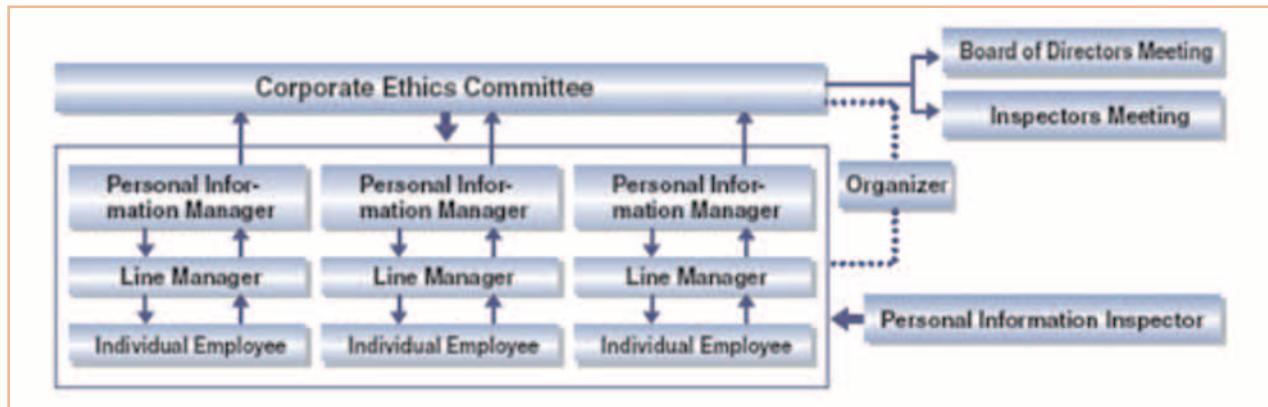 Board of Directors Meeting
Corporate Ethics Committee
Inspectors Meeting
Personal Infor-
mation Manager
Personal Infor-
mation Manager
Personal Infor-
mation Manager
Organizer
Line Manager
Line Manager
Line Manager
Personal Information Inspector
Individual Employee
Individual Employee
Individual Employee